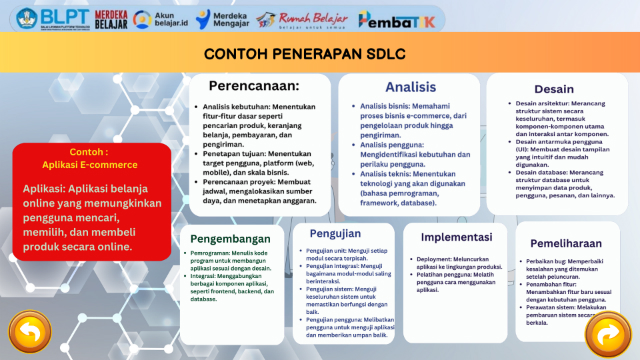 BLPT
MERDEKA
BELAJAR
Akun
belajar.id
Merdeka
Mengajar
Rumah Belajar
belajar untuk semua
PembaTIK
CONTOH PENERAPAN SDLC
Contoh :
Aplikasi E-commerce
Aplikasi: Aplikasi belanja
online yang memungkinkan
pengguna mencari,
memilih, dan membeli
produk secara online.
Perencanaan:
Analisis kebutuhan: Menentukan
fitur-fitur dasar seperti
pencarian produk, keranjang
belanja, pembayaran, dan
pengiriman.
Penetapan tujuan: Menentukan
target pengguna, platform (web,
mobile), dan skala bisnis.
Perencanaan proyek: Membuat
jadwal, mengalokasikan sumber
daya, dan menetapkan anggaran.
Analisis
Analisis bisnis: Memahami
proses bisnis e-commerce, dari
pengelolaan produk hingga
pengiriman.
Analisis pengguna:
Mengidentifikasi kebutuhan dan
perilaku pengguna.
Analisis teknis: Menentukan
teknologi yang akan digunakan
(bahasa pemrograman,
framework, database).
Desain
Desain arsitektur: Merancang
struktur sistem secara
keseluruhan, termasuk
komponen-komponen utama
dan interaksi antar komponen.
Desain antarmuka pengguna
(UI): Membuat desain tampilan
yang intuitif dan mudah
digunakan.
Desain database: Merancang
struktur database untuk
menyimpan data produk,
pengguna, pesanan, dan lainnya.
Pengembangan
Pemrograman: Menulis kode
program untuk membangun
aplikasi sesuai dengan desain.
Integrasi: Menggabungkan
berbagai komponen aplikasi,
seperti frontend, backend, dan
database.
Pengujian
Pengujian unit: Menguji setiap
modul secara terpisah.
Pengujian integrasi: Menguji
bagaimana modul-modul saling
berinteraksi.
Pengujian sistem: Menguji
keseluruhan sistem untuk
memastikan berfungsi dengan
baik.
Pengujian pengguna: Melibatkan
pengguna untuk menguji aplikasi
dan memberikan umpan balik.
Implementasi
Deployment: Meluncurkan
aplikasi ke lingkungan produksi.
Pelatihan pengguna: Melatih
pengguna cara menggunakan
aplikasi.
Pemeliharaan
Perbaikan bug: Memperbaiki
kesalahan yang ditemukan
setelah peluncuran.
Penambahan fitur:
Menambahkan fitur baru sesuai
dengan kebutuhan pengguna.
Perawatan sistem: Melakukan
pembaruan sistem secara
berkala.